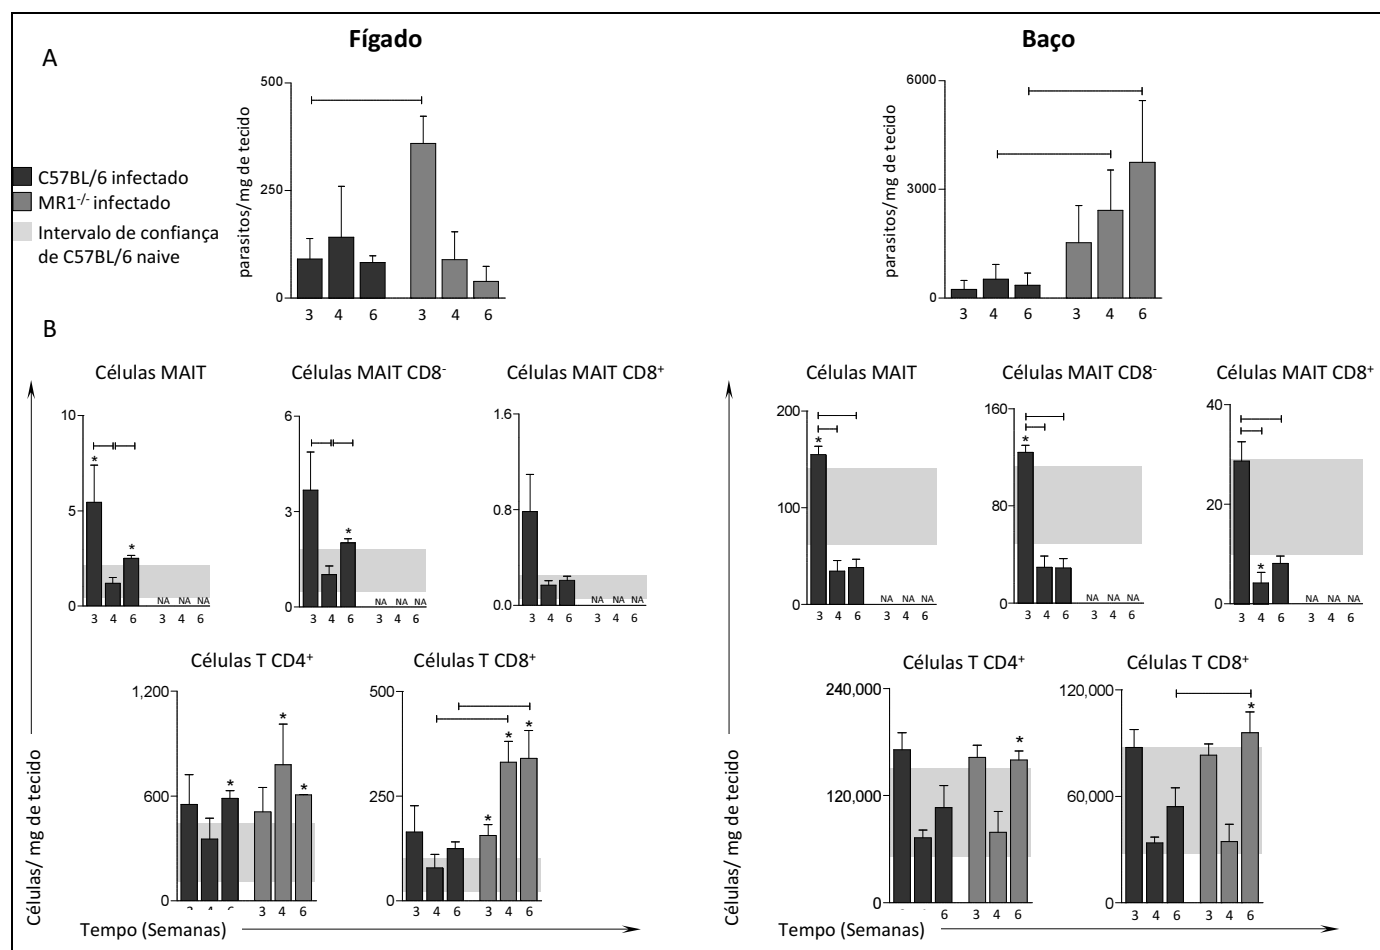 A
Fígado
Baço
parasitos/mg de tecido
500
250
0
3 4 6 3 4 6
parasitos/mg de tecido
6000
3000
0
3 4 6 3 4 6
C57BL/6 infectado
MR1-/- infectado
Intervalo de confiança
de C57BL/6 naive
B
Células/ mg de tecido
Células MAIT
10
5
0
* *
NA NA NA
3 4 6 3 4 6
Células MAIT CD8-
6
3
0
*
NA NA NA
3 4 6 3 4 6
Células MAIT CD8+
1.6
0.8
0.0
NA NA NA
3 4 6 3 4 6
Células T CD4+
1,200
600
0
* * *
3 4 6 3 4 6
Células T CD8+
500
250
0
* * *
3 4 6 3 4 6
Tempo (Semanas)
Células/ mg de tecido
Células MAIT
200
100
0
*
NA NA NA
3 4 6 3 4 6
Células MAIT CD8-
160
80
0
*
NA NA NA
3 4 6 3 4 6
Células MAIT CD8+
40
20
0
*
NA NA NA
3 4 6 3 4 6
Células T CD4+
240,000
120,000
0
*
3 4 6
Células T CD8+
120,000
60,000
0
*
3 4 6 3 4 6
Tempo (Semanas)